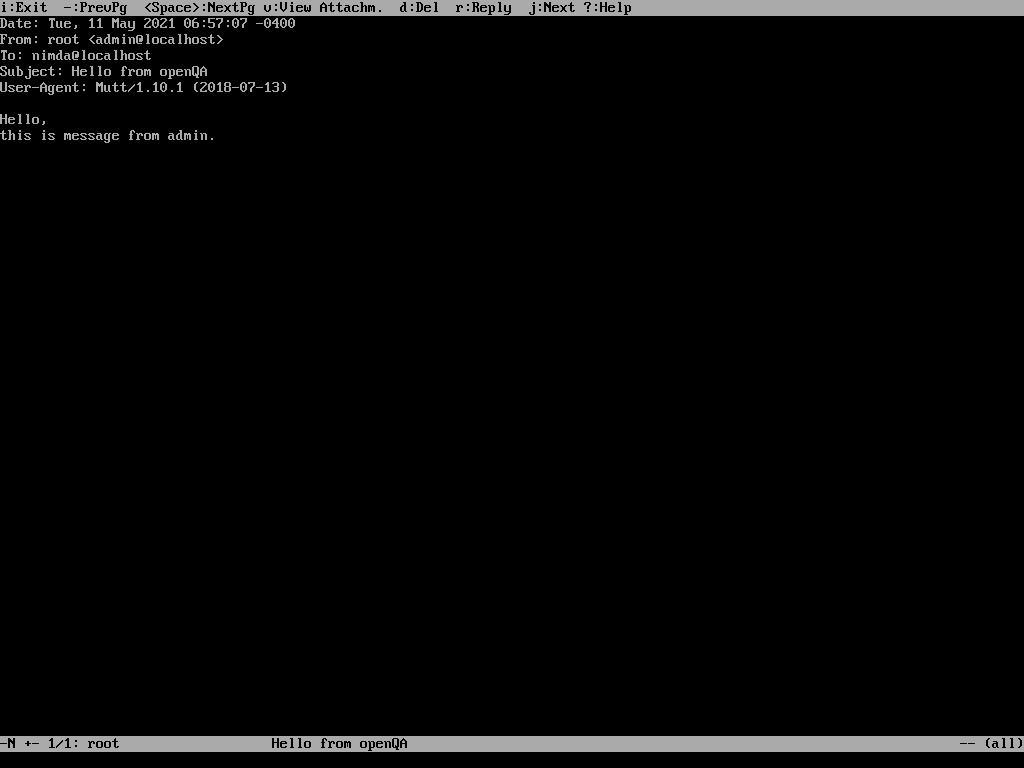 i:Exit  -:PrevPg  <Space>:NextPg v:View Attachm.  d:Del  r:Reply  j:Next ?:Help
Date: Tue, 11 May 2021 06:57:07 -0400
From: root <admin@localhost>
To: nimda@localhost
Subject: Hello from openQA
User-Agent: Mutt/1.10.1 (2018-07-13)

Hello,
this is message from admin.

-N +- 1/1: root                   Hello from openQA                                                                     -- (all)